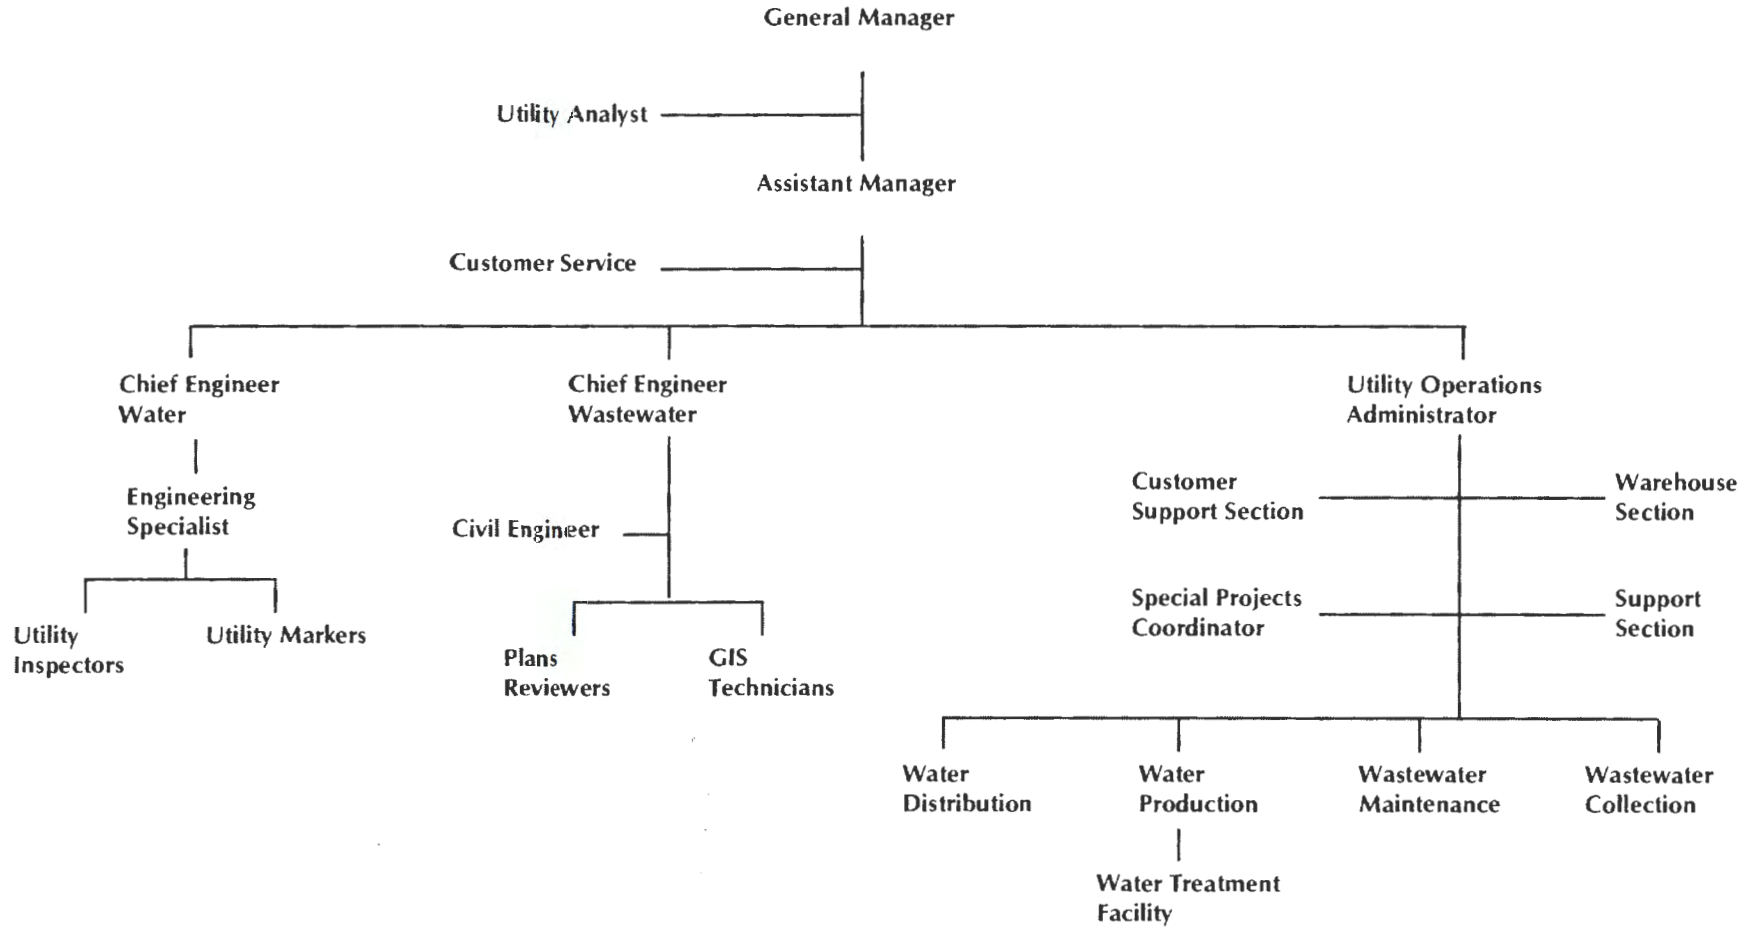 General Manager
Utility Analyst
Assistant Manager
Customer Service
Chief Engineer
Water
Chief Engineer
Wastewater
Utility Operations
Administrator
Engineering
Specialist
Customer
Support Section
Warehouse
Section
Civil Engineer
Special Projects
Coordinator
Support
Section
Utility
Inspectors
Utility Markers
Plans
Reviewers
GIS
Technicians
Water
Distribution
Water
Production
Wastewater
Maintenance
Wastewater
Collection
Water Treatment
Facility